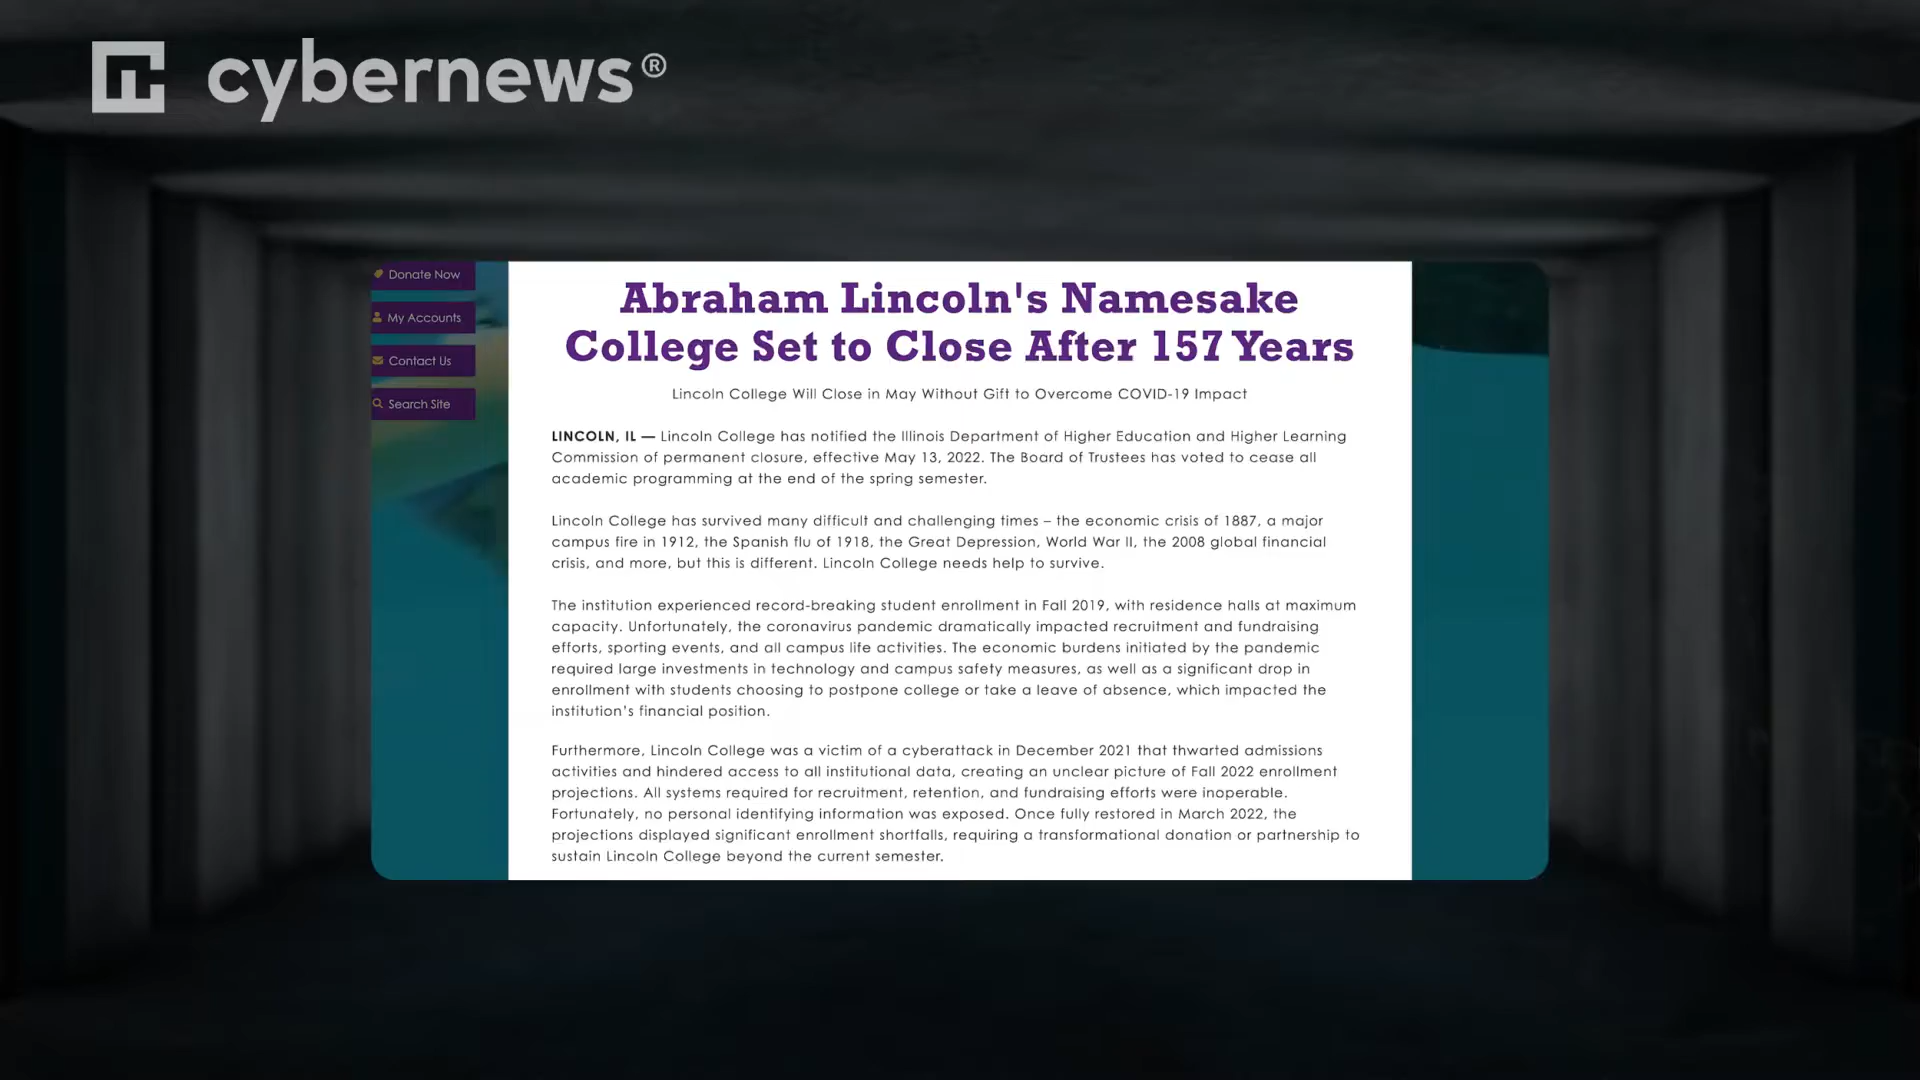 cybernews®
Donate Now
My Accounts
Contact Us
Search Site
Abraham Lincoln's Namesake
College Set to Close After 157 Years
Lincoln College Will Close in May Without Gift to Overcome COVID-19 Impact
LINCOLN, IL — Lincoln College has notified the Illinois Department of Higher Education and Higher Learning
Commission of permanent closure, effective May 13, 2022. The Board of Trustees has voted to cease all
academic programming at the end of the spring semester.
Lincoln College has survived many difficult and challenging times – the economic crisis of 1887, a major
campus fire in 1912, the Spanish flu of 1918, the Great Depression, World War II, the 2008 global financial
crisis, and more, but this is different. Lincoln College needs help to survive.
The institution experienced record-breaking student enrollment in Fall 2019, with residence halls at maximum
capacity. Unfortunately, the coronavirus pandemic dramatically impacted recruitment and fundraising
efforts, sporting events, and all campus life activities. The economic burdens initiated by the pandemic
required large investments in technology and campus safety measures, as well as a significant drop in
enrollment with students choosing to postpone college or take a leave of absence, which impacted the
institution’s financial position.
Furthermore, Lincoln College was a victim of a cyberattack in December 2021 that thwarted admissions
activities and hindered access to all institutional data, creating an unclear picture of Fall 2022 enrollment
projections. All systems required for recruitment, retention, and fundraising efforts were inoperable.
Fortunately, no personal identifying information was exposed. Once fully restored in March 2022, the
projections displayed significant enrollment shortfalls, requiring a transformational donation or partnership to
sustain Lincoln College beyond the current semester.